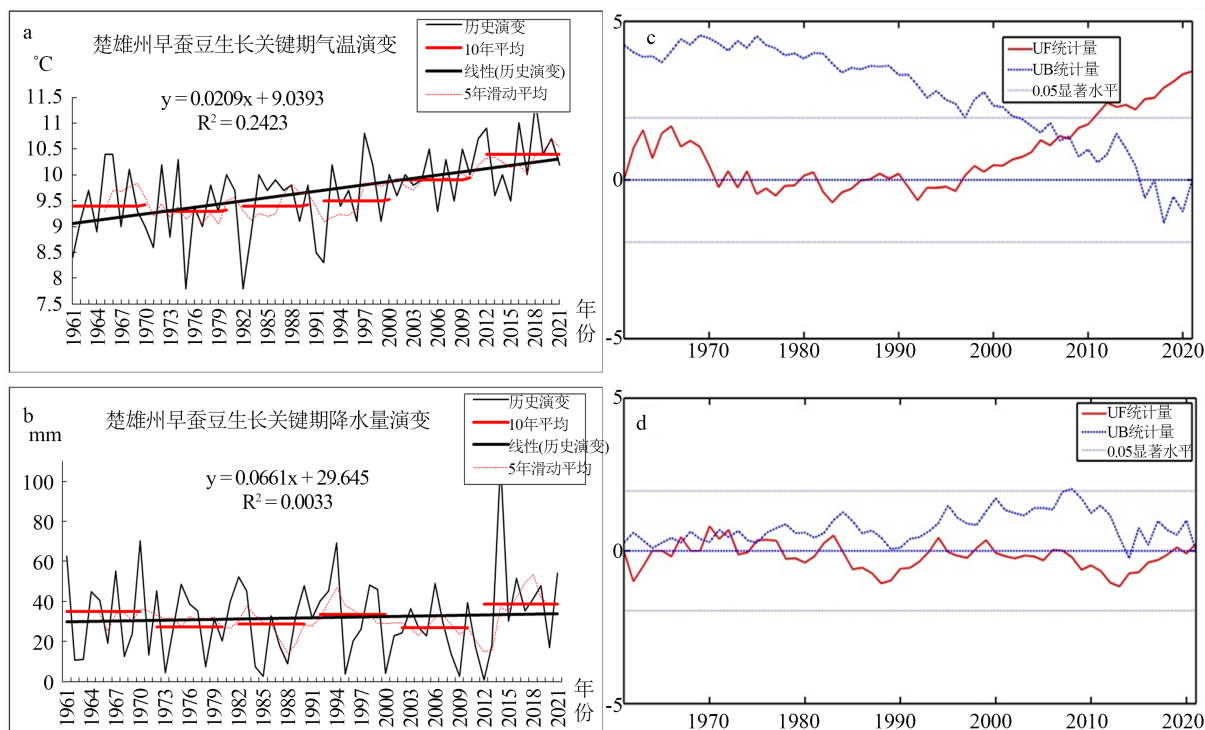 a
楚雄州早蚕豆生长关键期气温演变
历史演变
10年平均
线性(历史演变)
5年滑动平均
°C
y = 0.0209x + 9.0393
R² = 0.2423
11.5
11
10.5
10
9.5
9
8.5
8
7.5
1961
1964
1967
1970
1973
1976
1979
1982
1985
1988
1991
1994
1997
2000
2003
2006
2009
2012
2015
2018
2021
年
份
c
UF统计量
UB统计量
0.05显著水平
5
0
-5
1970
1980
1990
2000
2010
2020
b
楚雄州早蚕豆生长关键期降水量演变
历史演变
10年平均
线性(历史演变)
5年滑动平均
mm
y = 0.0661x + 29.645
R² = 0.0033
100
80
60
40
20
0
1961
1964
1967
1970
1973
1976
1979
1982
1985
1988
1991
1994
1997
2000
2003
2006
2009
2012
2015
2018
2021
年
份
d
UF统计量
UB统计量
0.05显著水平
5
0
-5
1970
1980
1990
2000
2010
2020